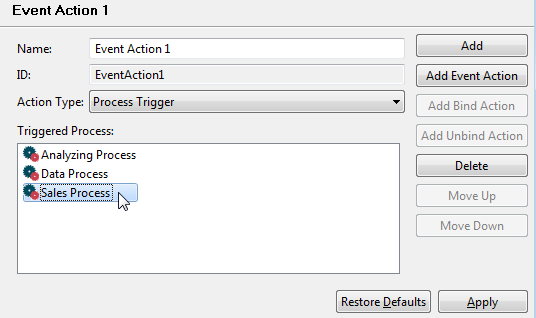 Event Action 1
Name:
Event Action 1
ID:
EventAction1
Action Type:
Process Trigger
Triggered Process:
Analyzing Process
Data Process
Sales Process
Add
Add Event Action
Add Bind Action
Add Unbind Action
Delete
Move Up
Move Down
Restore Defaults
Apply